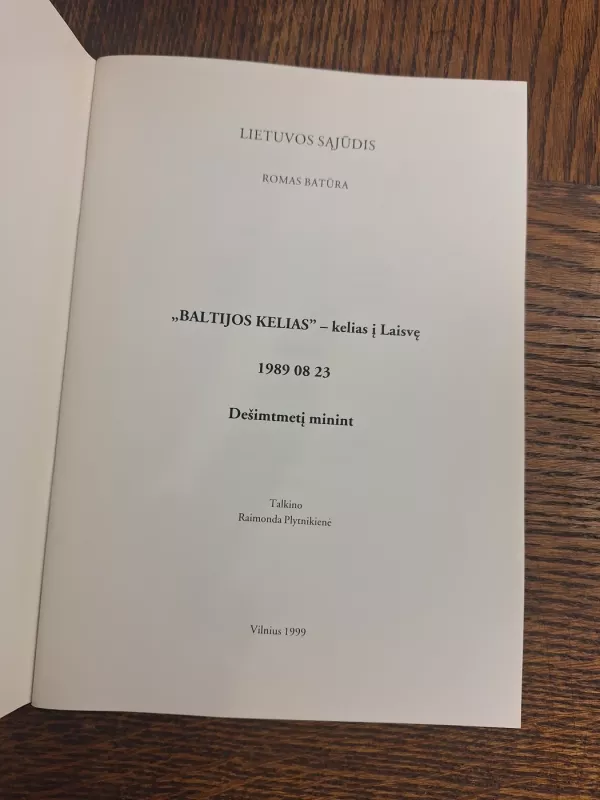 LIETUVOS SĄJŪDIS
ROMAS BATŪRA
„BALTIJOS KELIAS” – kelias į Laisvę
1989 08 23
Dešimtmetį minint
Talkino
Raimonda Plytnikienė
Vilnius 1999